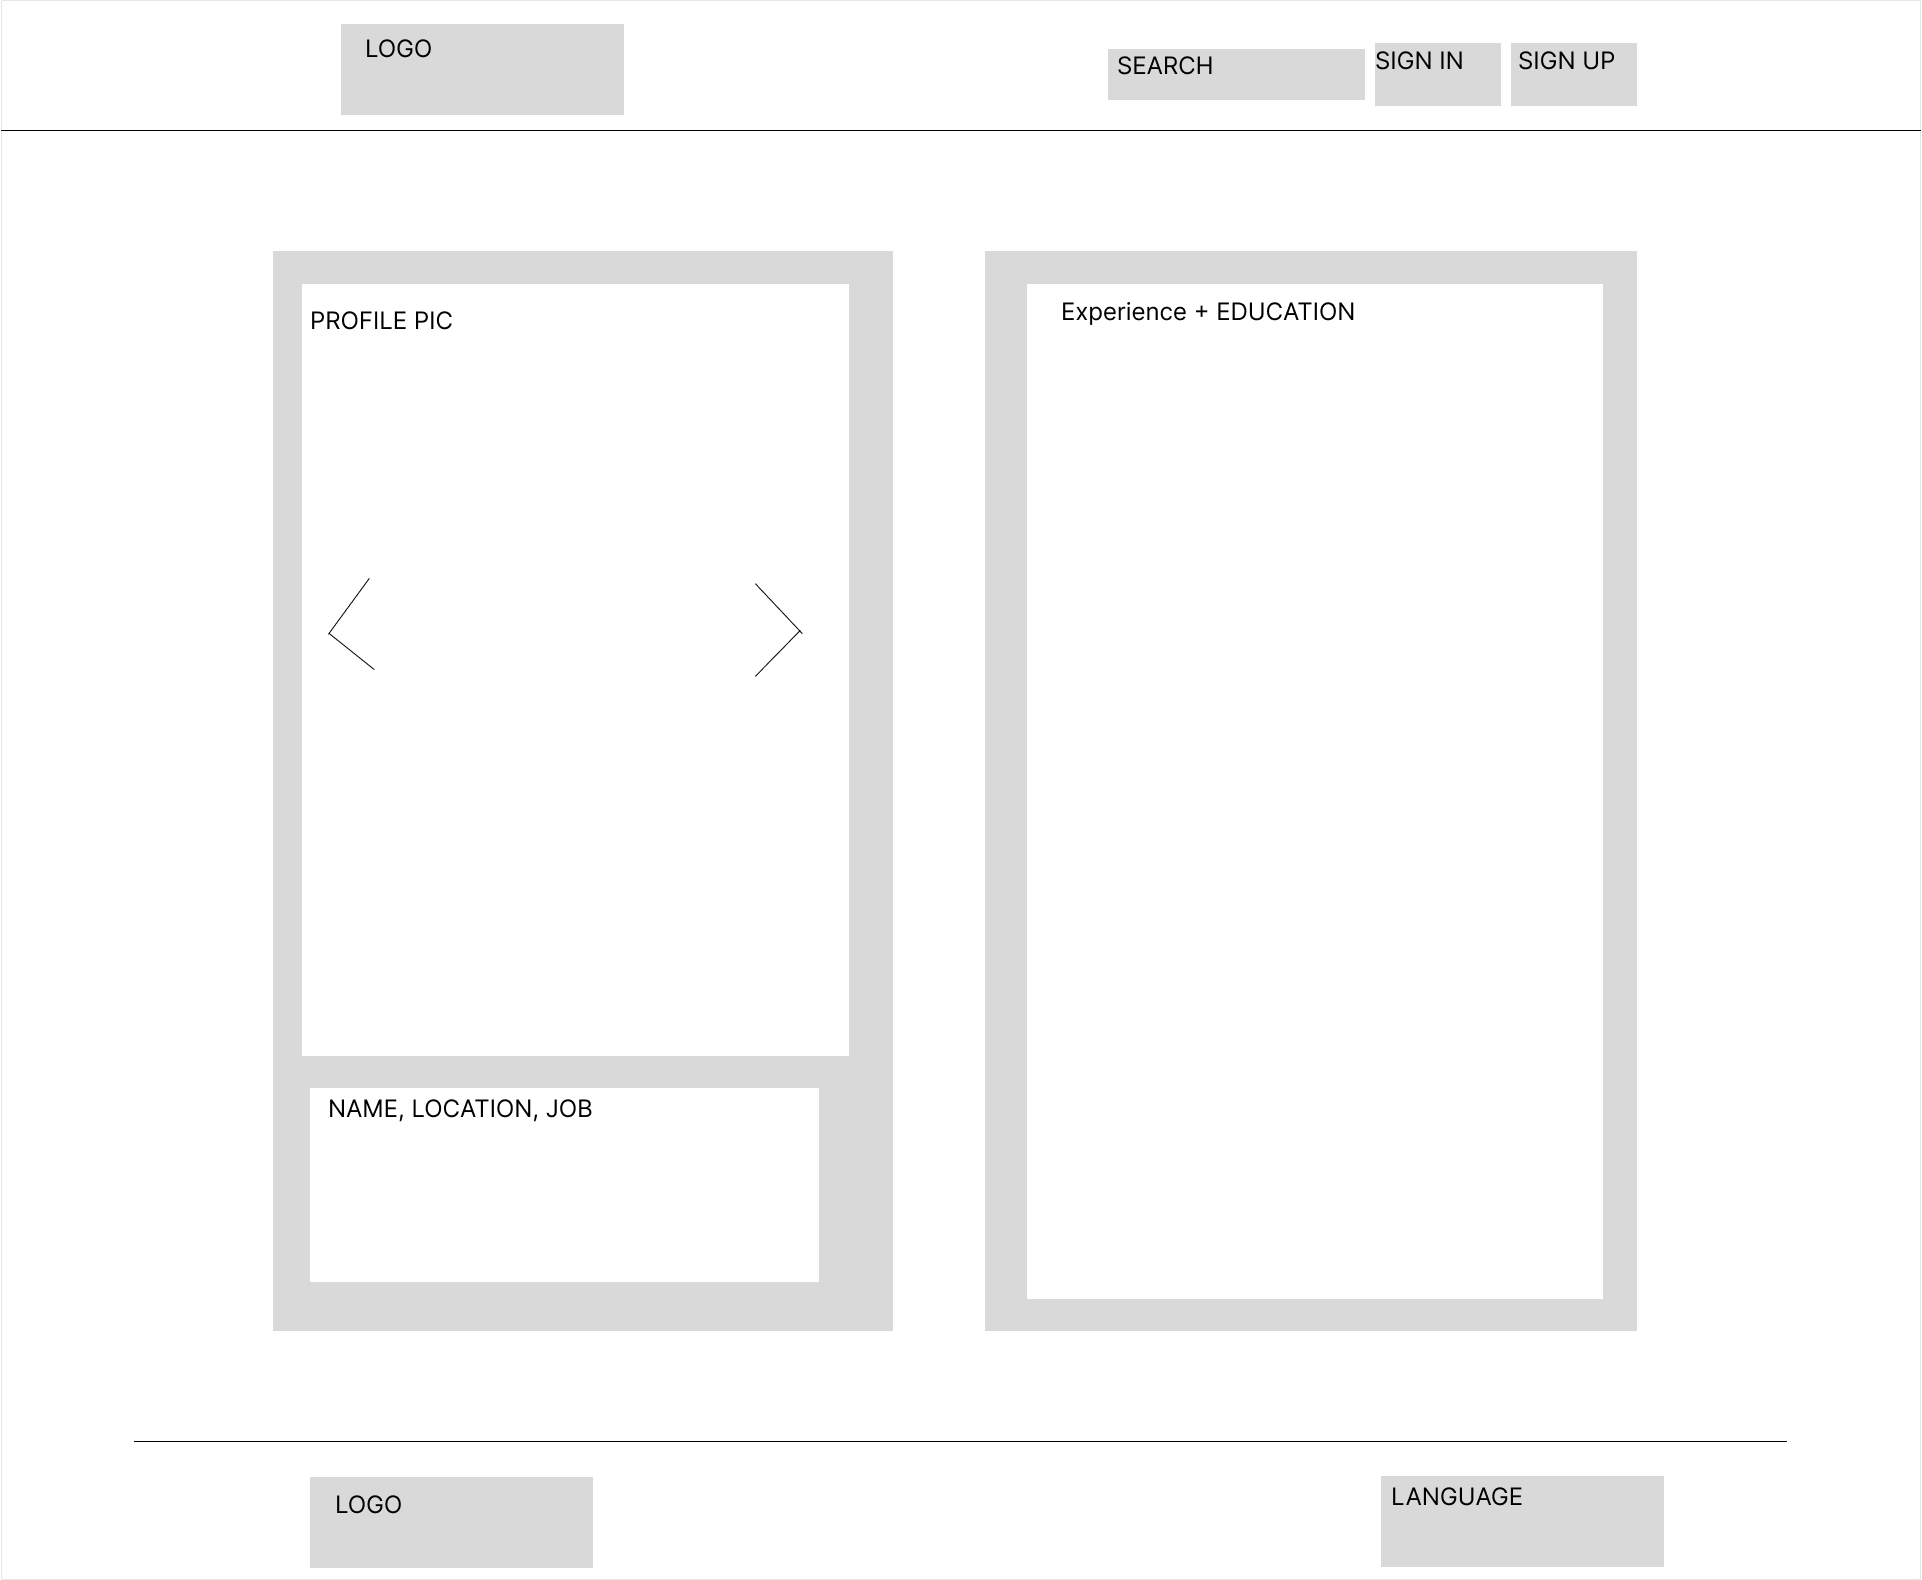 LOGO
SEARCH
SIGN IN
SIGN UP
PROFILE PIC
NAME, LOCATION, JOB
Experience + EDUCATION
LOGO
LANGUAGE